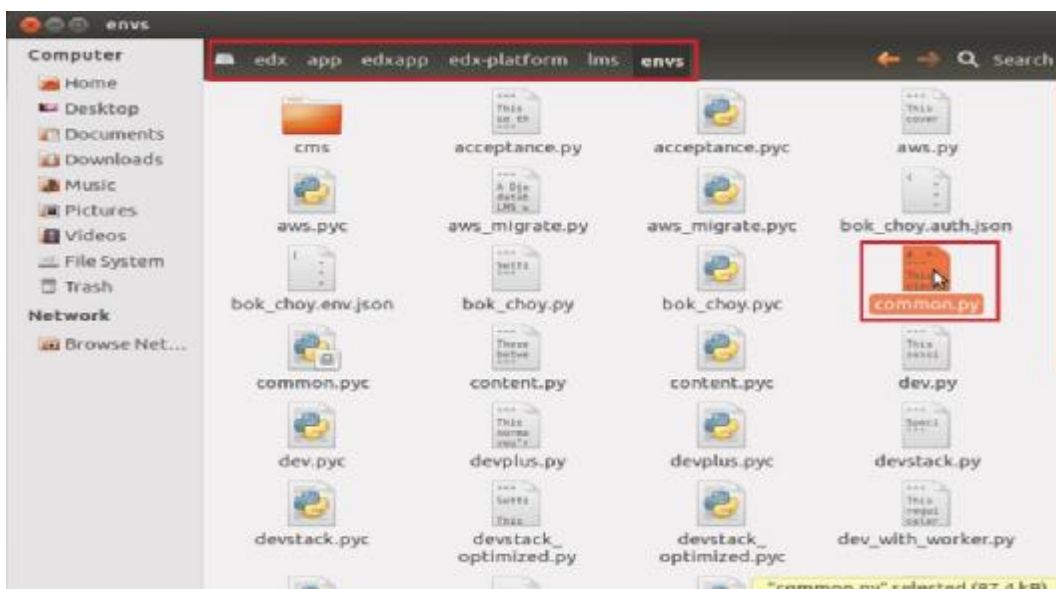 envs
Computer
Home
Desktop
Documents
Downloads
Music
Pictures
Videos
File System
Trash
Network
Browse Net...
edx app edxapp edx-platform lms envs
Search
cms acceptance.py acceptance.pyc aws.py
aws.pyc aws_migrate.py aws_migrate.pyc bok_choy.auth.json
bok_choy.env.json bok_choy.py bok_choy.pyc common.py
common.pyc content.py content.pyc dev.py
dev.pyc devplus.py devplus.pyc devstack.py
devstack.pyc devstack_ devstack_ dev_with_worker.py
optimized.py optimized.pyc
"common.py" selected (87.4 kB)